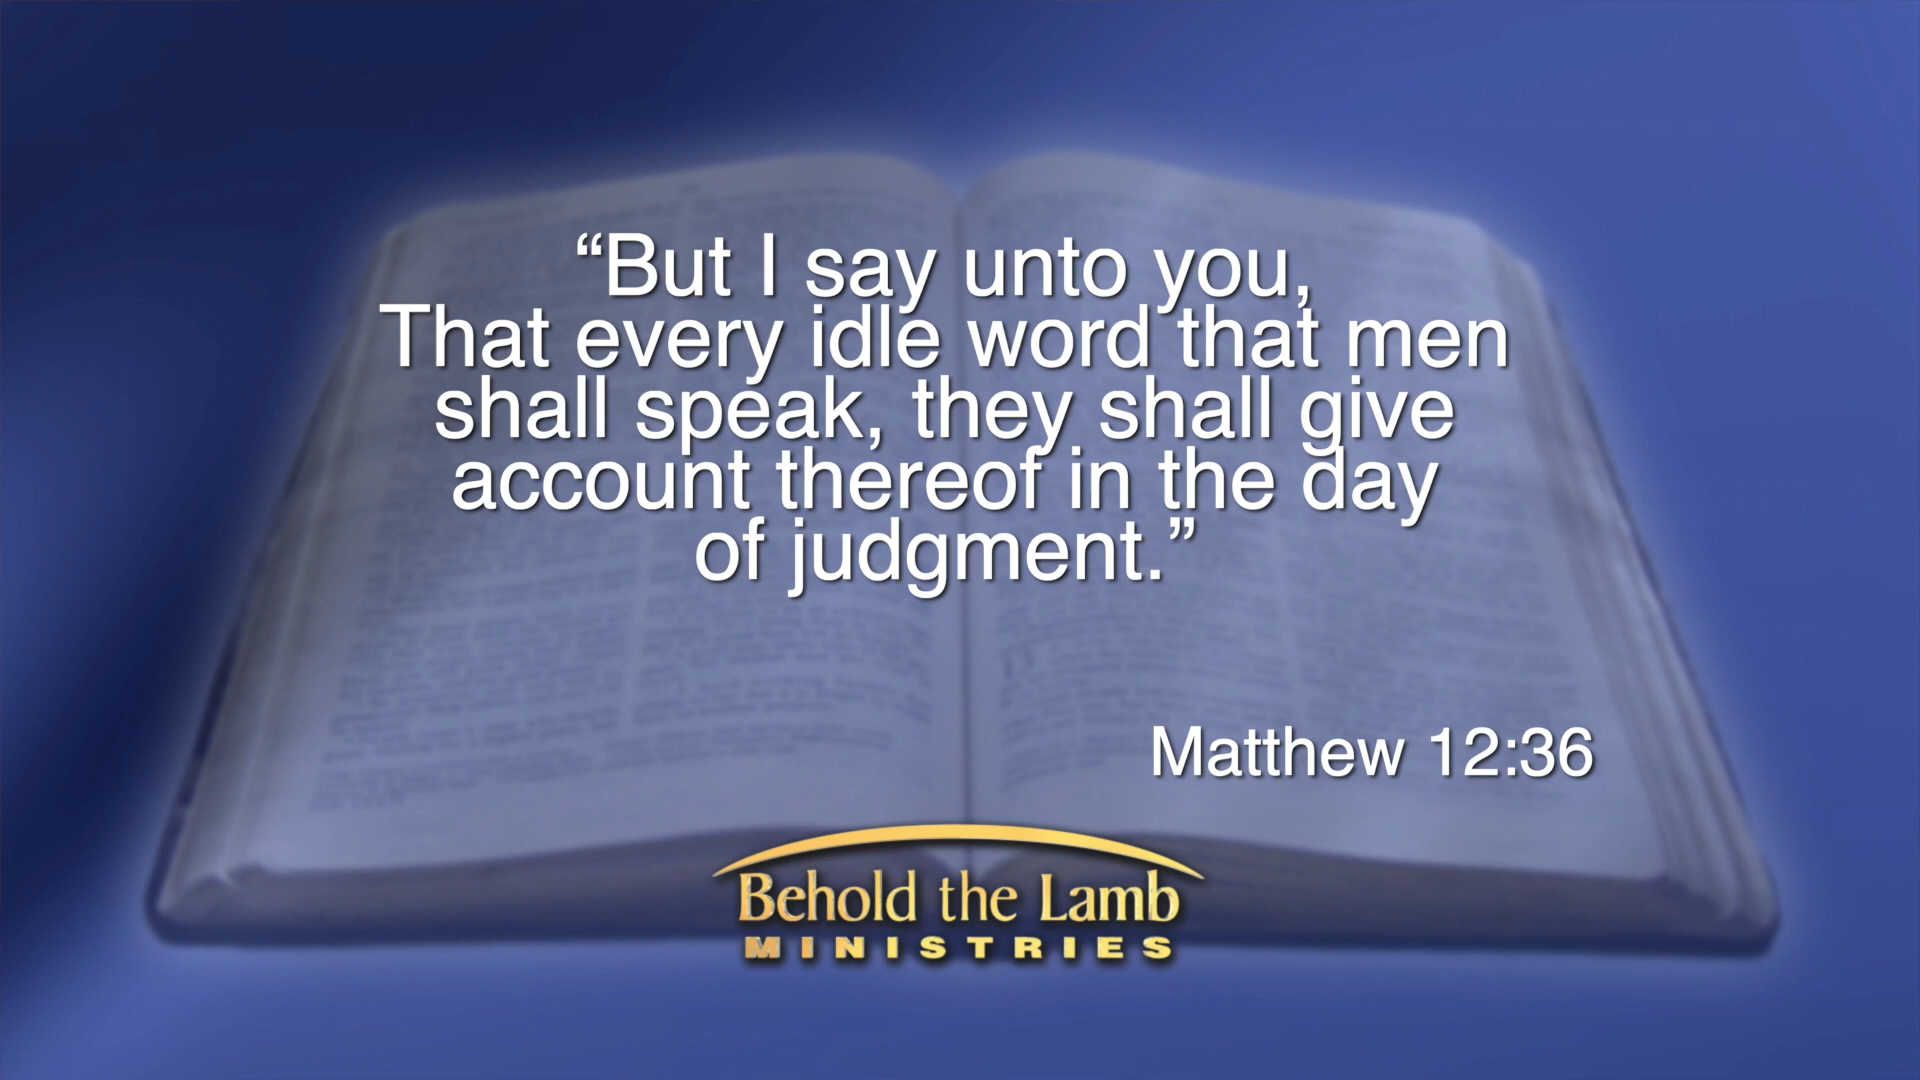 “But I say unto you,
That every idle word that men
shall speak, they shall give
account thereof in the day
of judgment.”
Matthew 12:36
Behold the Lamb
MINISTRIES